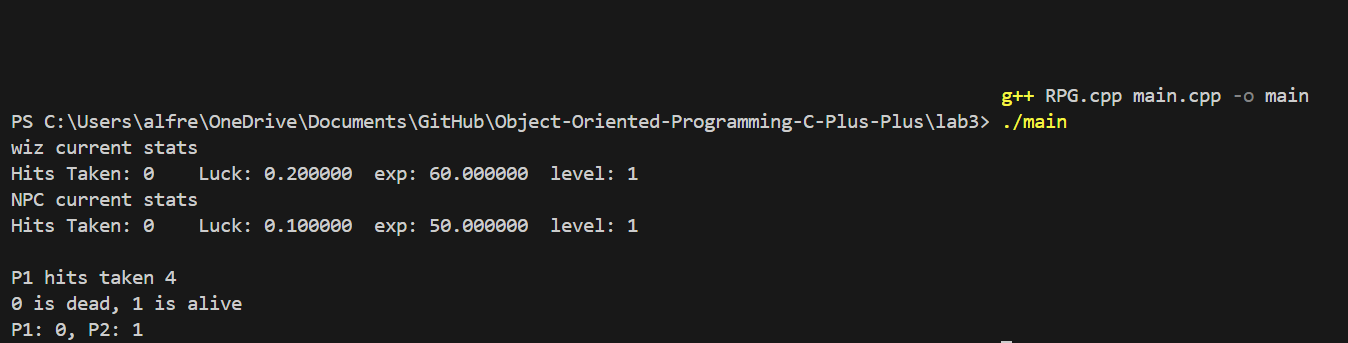 g++ RPG.cpp main.cpp -o main
PS C:\Users\alfre\OneDrive\Documents\GitHub\Object-Oriented-Programming-C-Plus-Plus\lab3> ./main
wiz current stats
Hits Taken: 0    Luck: 0.200000  exp: 60.000000  level: 1
NPC current stats
Hits Taken: 0    Luck: 0.100000  exp: 50.000000  level: 1
P1 hits taken 4
0 is dead, 1 is alive
P1: 0, P2: 1